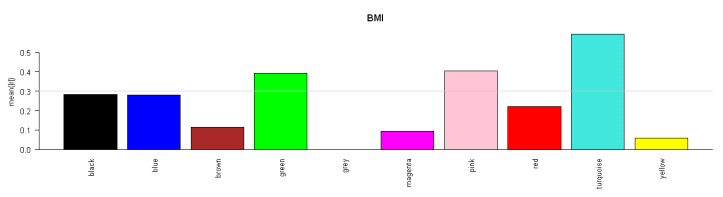 BMI
mean(|r|)
0.5
0.4
0.3
0.2
0.1
0.0
black
blue
brown
green
grey
magenta
pink
red
turquoise
yellow